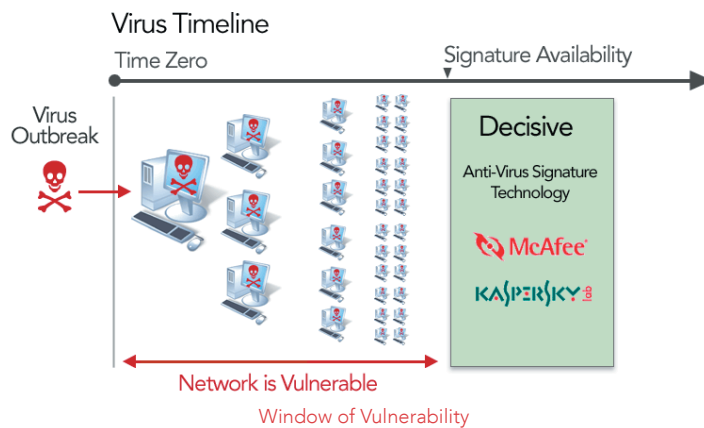 Virus Timeline
Time Zero
Signature Availability
Virus
Outbreak
Decisive
Anti-Virus Signature
Technology
McAfee®
KASPERSKY lab
Network is Vulnerable
Window of Vulnerability